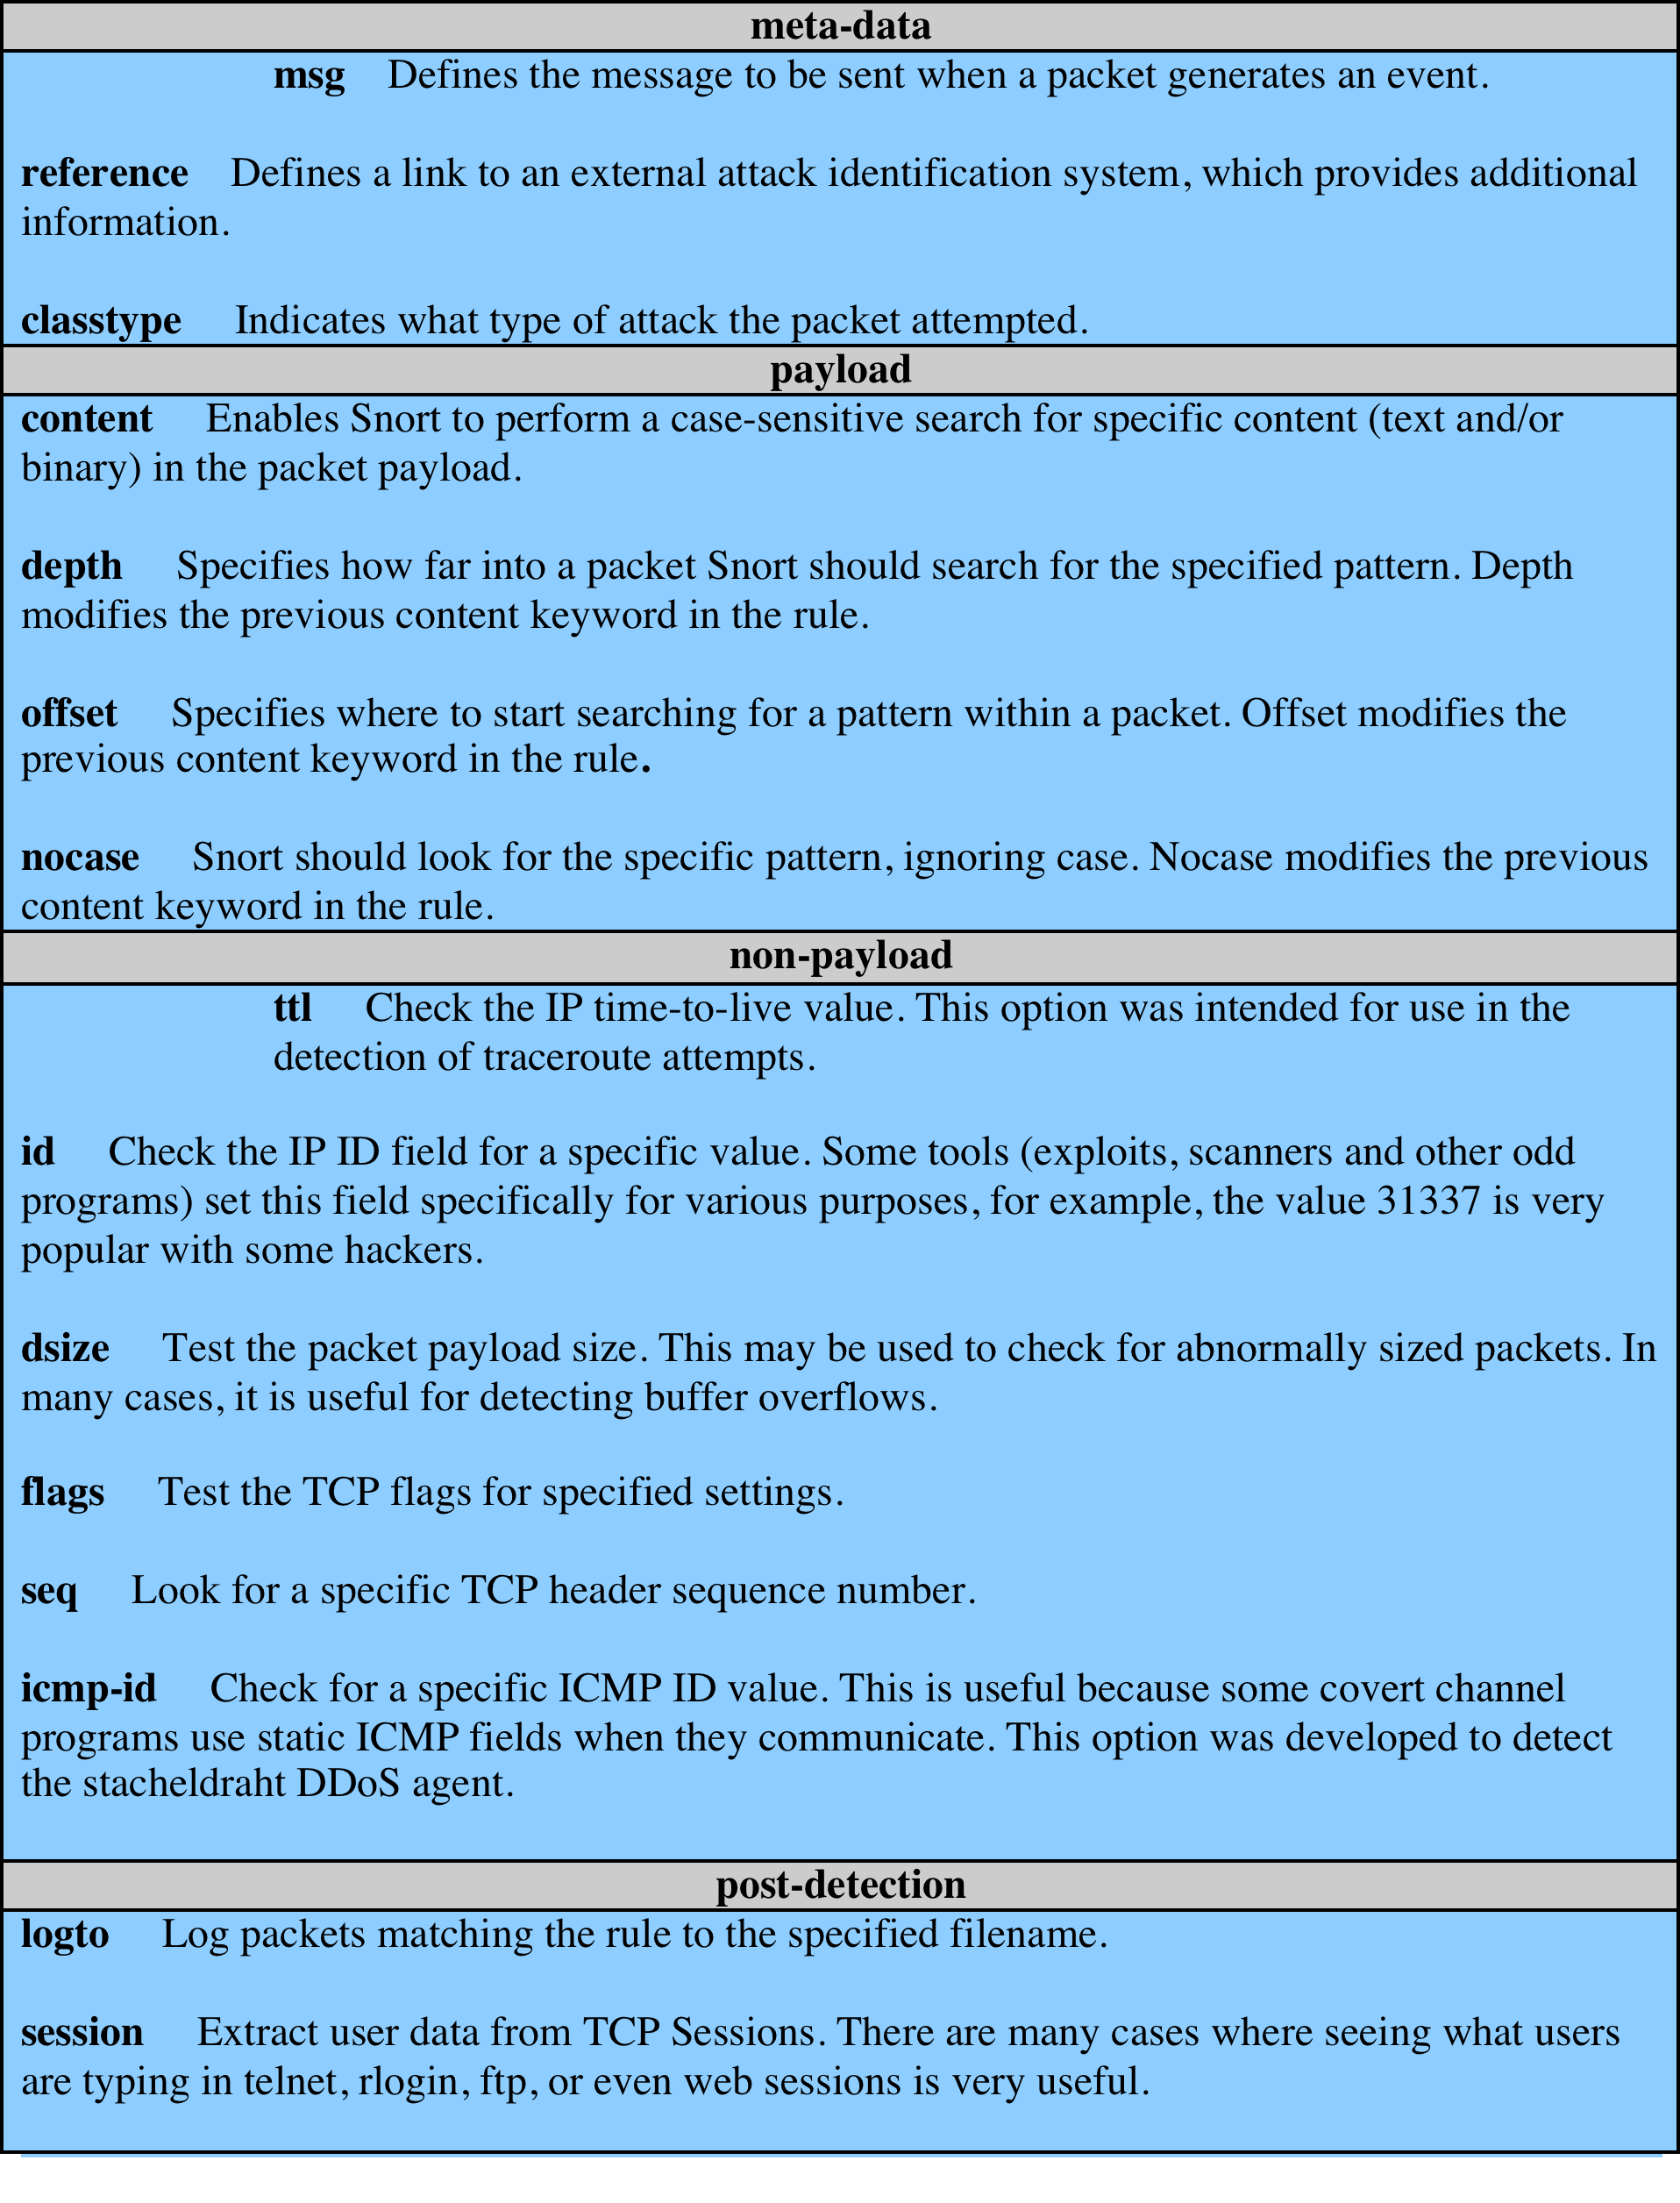 meta-data
msg Defines the message to be sent when a packet generates an event.
reference Defines a link to an external attack identification system, which provides additional
information.
classtype Indicates what type of attack the packet attempted.
payload
content Enables Snort to perform a case-sensitive search for specific content (text and/or
binary) in the packet payload.
depth Specifies how far into a packet Snort should search for the specified pattern. Depth
modifies the previous content keyword in the rule.
offset Specifies where to start searching for a pattern within a packet. Offset modifies the
previous content keyword in the rule.
nocase Snort should look for the specific pattern, ignoring case. Nocase modifies the previous
content keyword in the rule.
non-payload
ttl Check the IP time-to-live value. This option was intended for use in the
detection of traceroute attempts.
id Check the IP ID field for a specific value. Some tools (exploits, scanners and other odd
programs) set this field specifically for various purposes, for example, the value 31337 is very
popular with some hackers.
dsize Test the packet payload size. This may be used to check for abnormally sized packets. In
many cases, it is useful for detecting buffer overflows.
flags Test the TCP flags for specified settings.
seq Look for a specific TCP header sequence number.
icmp-id Check for a specific ICMP ID value. This is useful because some covert channel
programs use static ICMP fields when they communicate. This option was developed to detect
the stacheldraht DDoS agent.
post-detection
logto Log packets matching the rule to the specified filename.
session Extract user data from TCP Sessions. There are many cases where seeing what users
are typing in telnet, rlogin, ftp, or even web sessions is very useful.